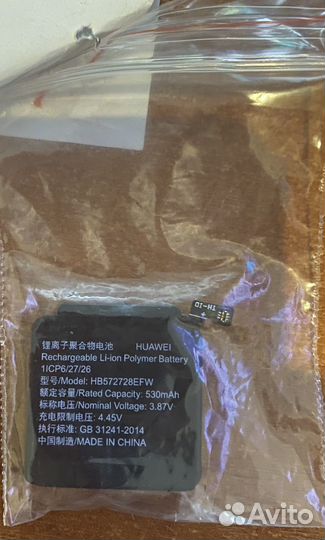 IH-ID
锂离子聚合物电池 HUAWEI
Rechargeable Li-ion Polymer Battery
1ICP6/27/26
型号/Model: HB572728EFW
额定容量/Rated Capacity: 530mAh
标称电压/Nominal Voltage: 3.87V
充电限制电压: 4.45V
执行标准: GB 31241-2014
中国制造/MADE IN CHINA
Avito